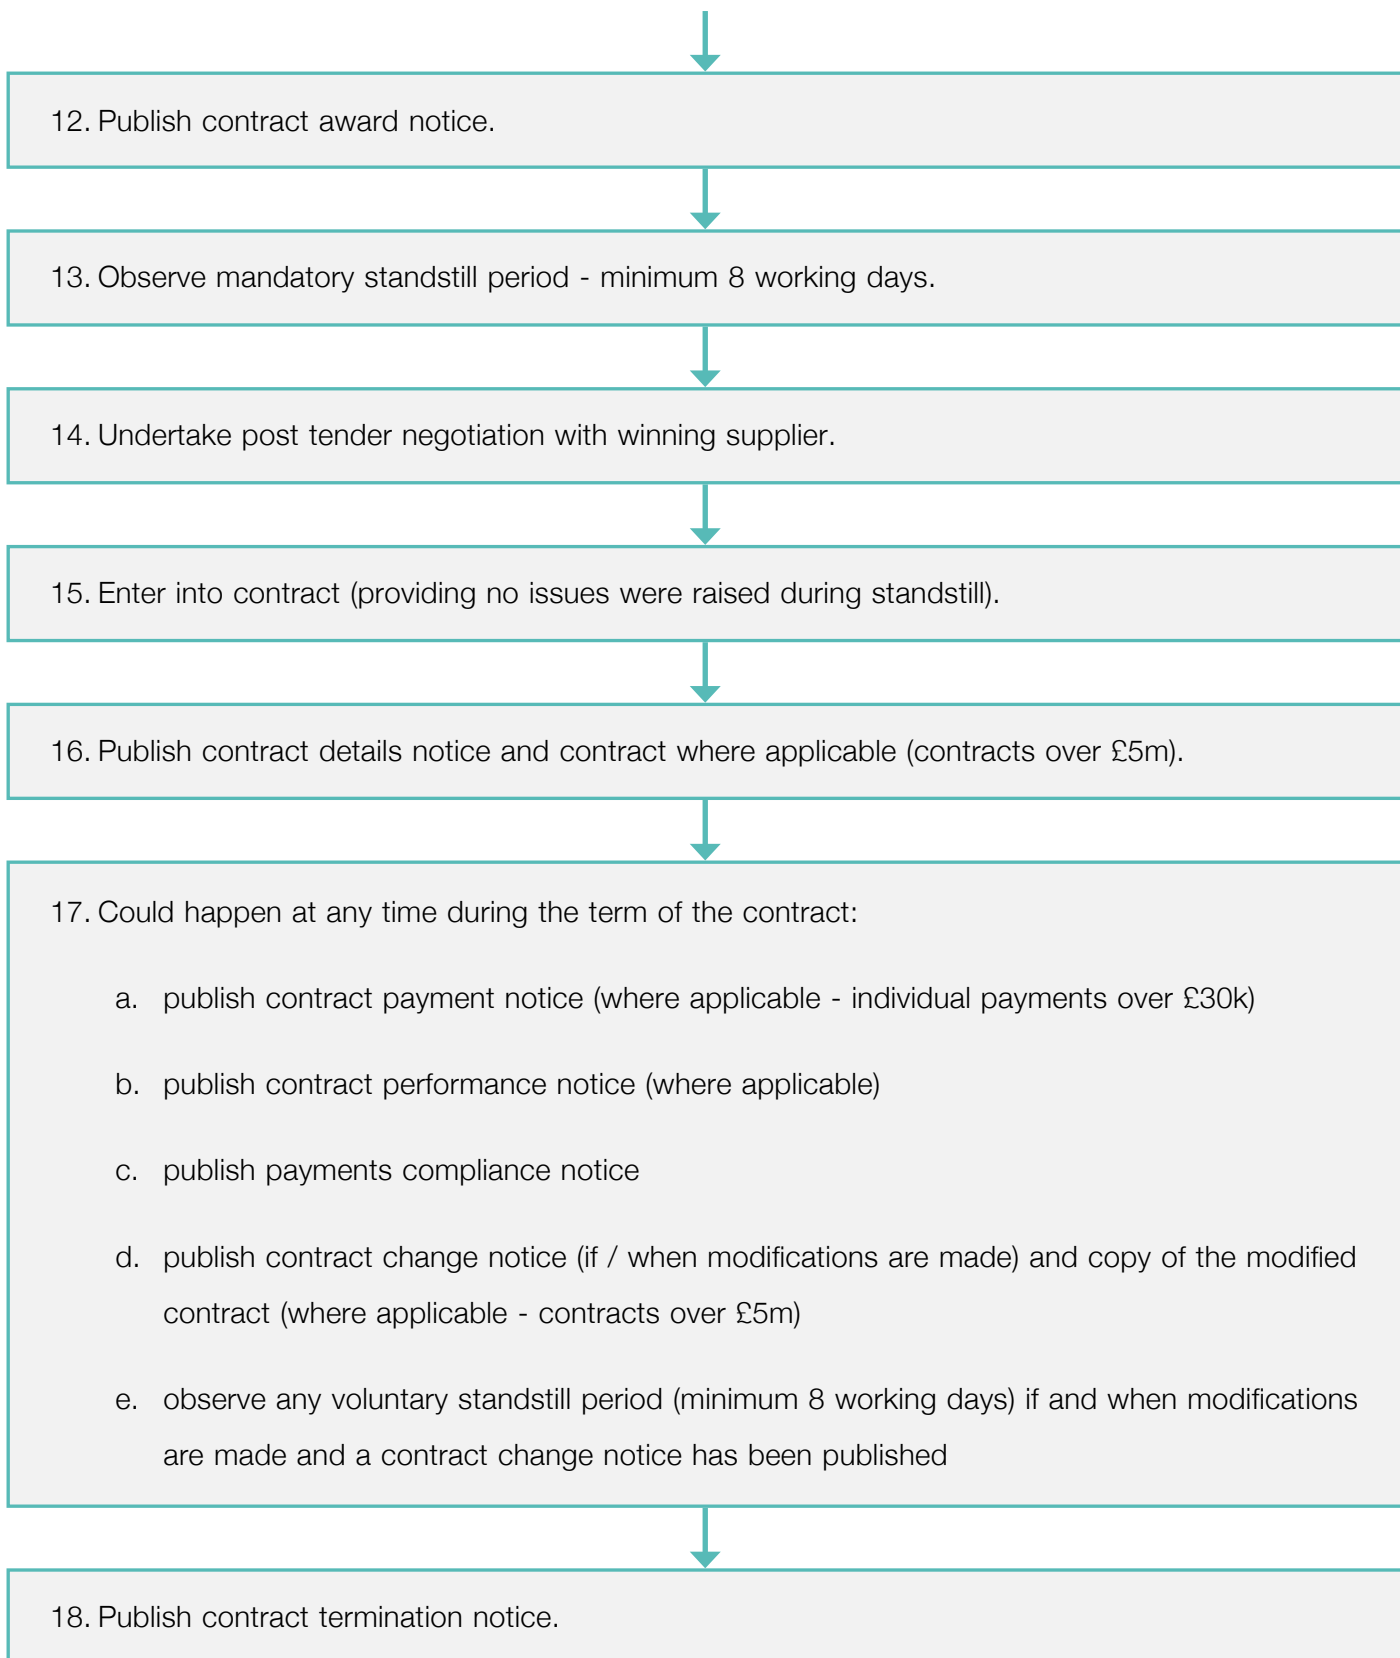 12. Publish contract award notice.
13. Observe mandatory standstill period - minimum 8 working days.
14. Undertake post tender negotiation with winning supplier.
15. Enter into contract (providing no issues were raised during standstill).
16. Publish contract details notice and contract where applicable (contracts over £5m).
17. Could happen at any time during the term of the contract:
a. publish contract payment notice (where applicable - individual payments over £30k)
b. publish contract performance notice (where applicable)
c. publish payments compliance notice
d. publish contract change notice (if / when modifications are made) and copy of the modified
contract (where applicable - contracts over £5m)
e. observe any voluntary standstill period (minimum 8 working days) if and when modifications
are made and a contract change notice has been published
18. Publish contract termination notice.